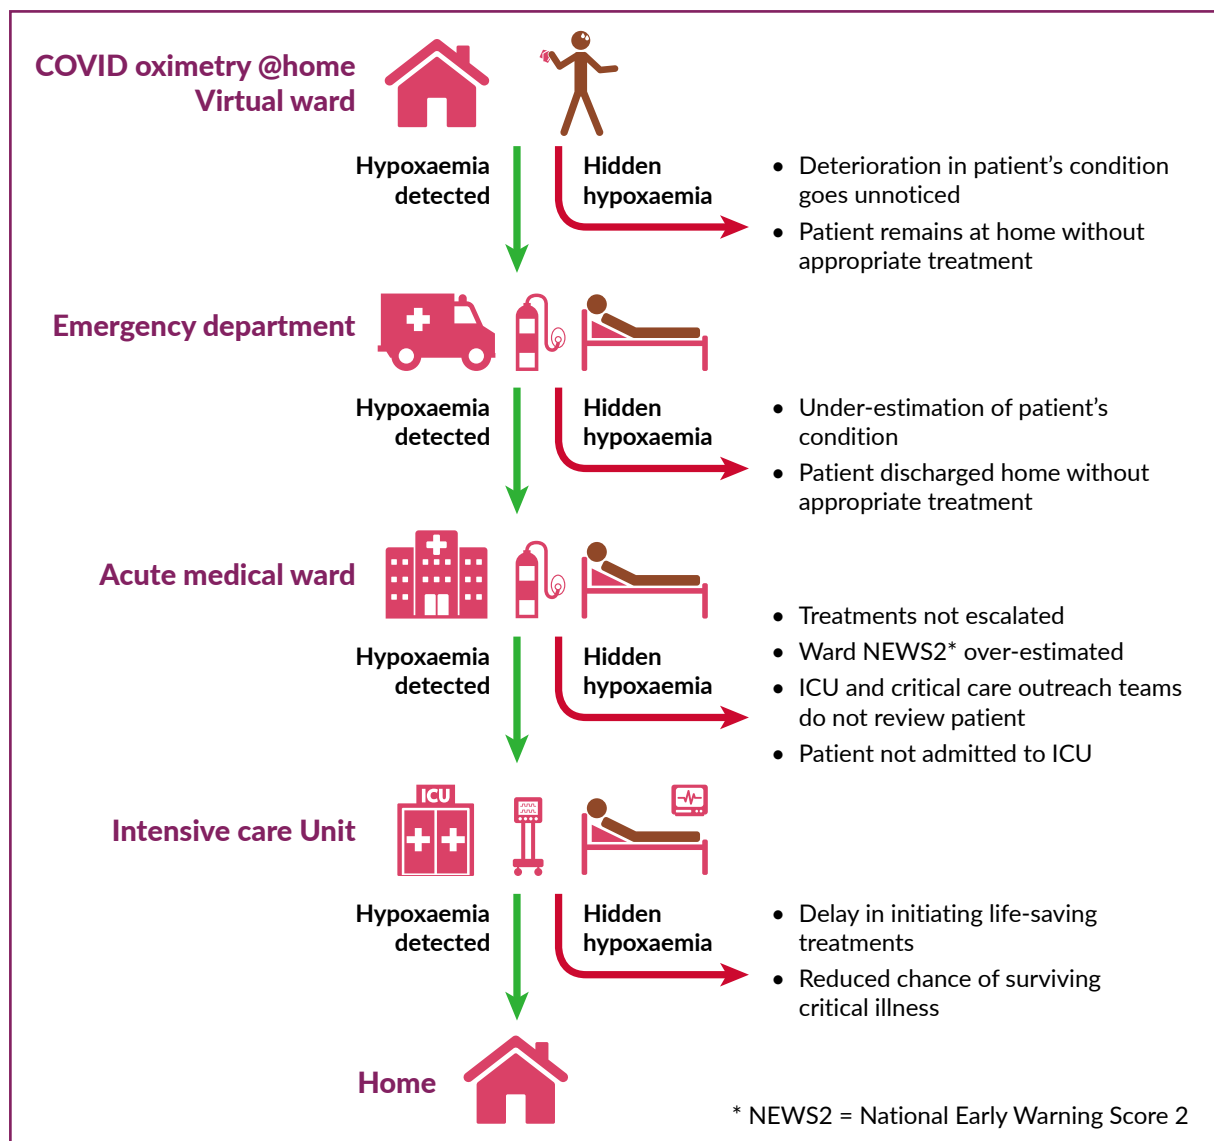 COVID oximetry @home
Virtual ward
Hypoxaemia
detected
Hidden
hypoxaemia
• Deterioration in patient’s condition
goes unnoticed
• Patient remains at home without
appropriate treatment
Emergency department
Hypoxaemia
detected
Hidden
hypoxaemia
• Under-estimation of patient’s
condition
• Patient discharged home without
appropriate treatment
Acute medical ward
Hypoxaemia
detected
Hidden
hypoxaemia
• Treatments not escalated
• Ward NEWS2* over-estimated
• ICU and critical care outreach teams
do not review patient
• Patient not admitted to ICU
ICU
Intensive care Unit
Hypoxaemia
detected
Hidden
hypoxaemia
• Delay in initiating life-saving
treatments
• Reduced chance of surviving
critical illness
Home
* NEWS2 = National Early Warning Score 2